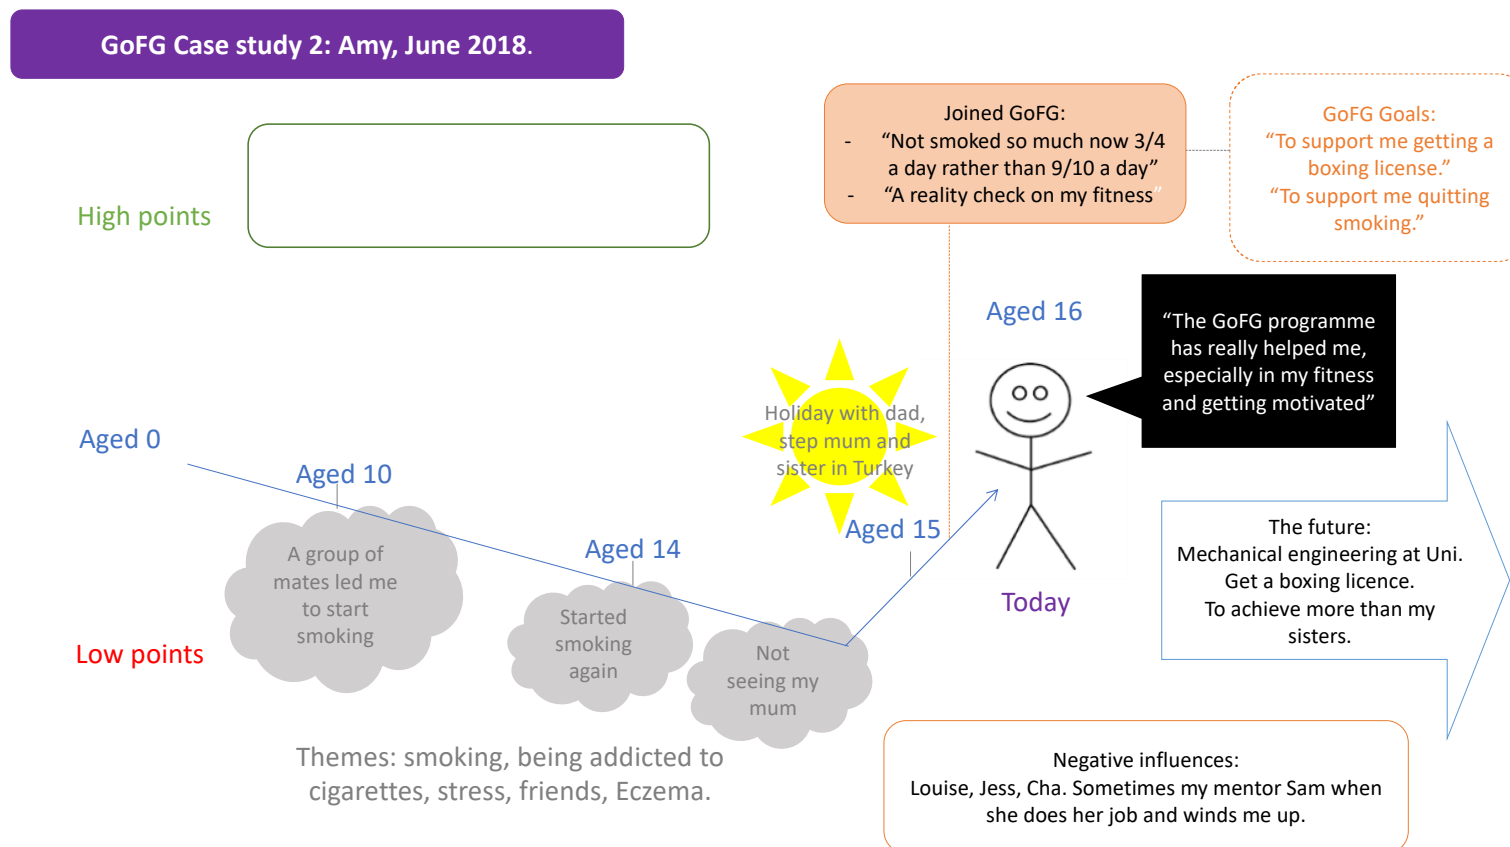 GoFG Case study 2: Amy, June 2018.
High points
Joined GoFG:
- “Not smoked so much now 3/4
a day rather than 9/10 a day”
- “A reality check on my fitness”
GoFG Goals:
“To support me getting a
boxing license.”
“To support me quitting
smoking.”
Aged 16
“The GoFG programme
has really helped me,
especially in my fitness
and getting motivated”
Holiday with dad,
step mum and
sister in Turkey
Aged 0
Aged 10
A group of
mates led me
to start
smoking
Aged 14
Started
smoking
again
Aged 15
Not
seeing my
mum
Today
The future:
Mechanical engineering at Uni.
Get a boxing licence.
To achieve more than my
sisters.
Low points
Themes: smoking, being addicted to
cigarettes, stress, friends, Eczema.
Negative influences:
Louise, Jess, Cha. Sometimes my mentor Sam when
she does her job and winds me up.